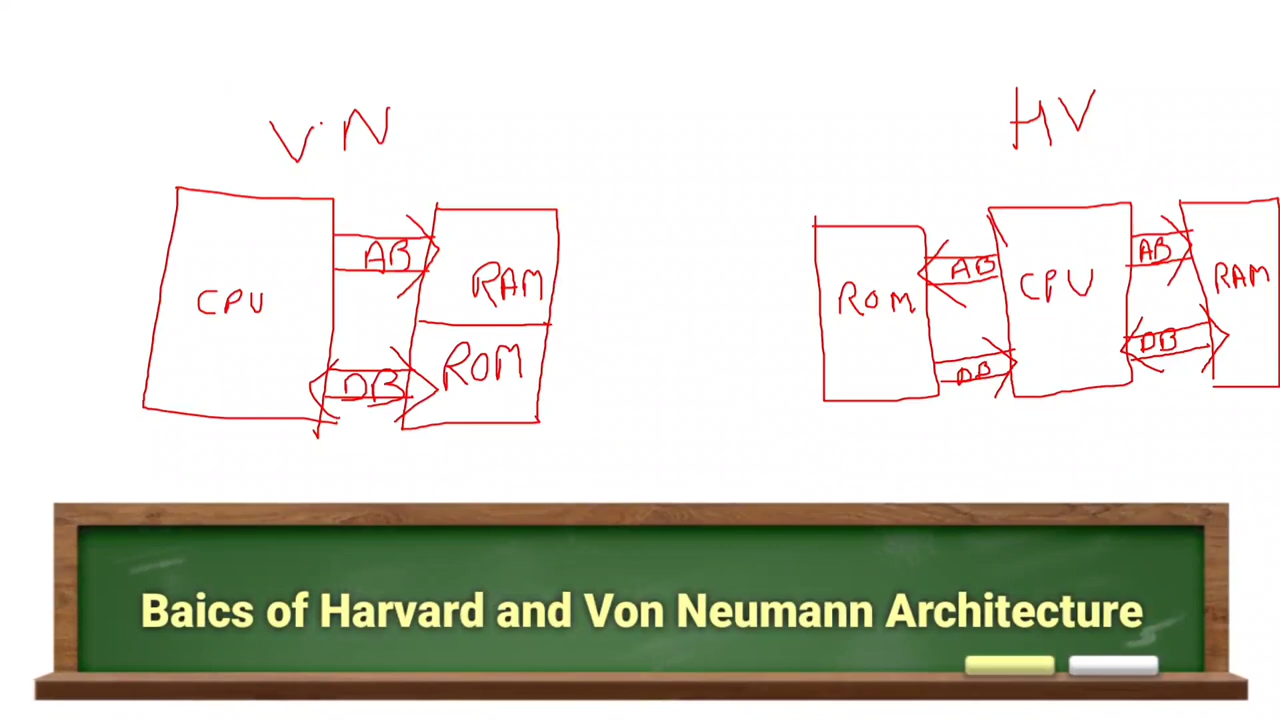 V.N
CPU
AB
DB
RAM
ROM
HV
ROM
AB
DB
CPU
AB
DB
RAM
Baics of Harvard and Von Neumann Architecture